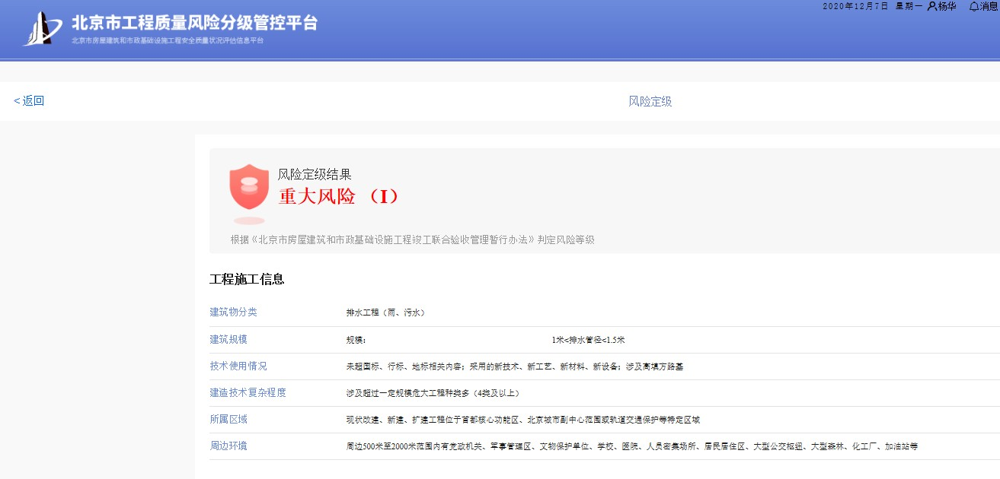 2020年12月7日 星期一 杨华 消息
北京市工程质量风险分级管控平台
北京市房屋建筑和市政基础设施工程安全质量状况评估信息平台
< 返回
风险定级
风险定级结果
重大风险 （I）
根据《北京市房屋建筑和市政基础设施工程竣工联合验收管理暂行办法》判定风险等级
工程施工信息
建筑物分类 排水工程（雨、污水）
建筑规模 规模: 1米<排水管径<1.5米
技术使用情况 未超国标、行标、地标相关内容；采用的新技术、新工艺、新材料、新设备；涉及高填方路基
建造技术复杂程度 涉及超过一定规模危大工程种类多（4类及以上）
所属区域 现状改建、新建、扩建工程位于首都核心功能区、北京城市副中心范围或轨道交通保护等特定区域
周边环境 周边500米至2000米范围内有党政机关、军事管理区、文物保护单位、学校、医院、人员密集场所、居民居住区、大型公交枢纽、大型森林、化工厂、加油站等